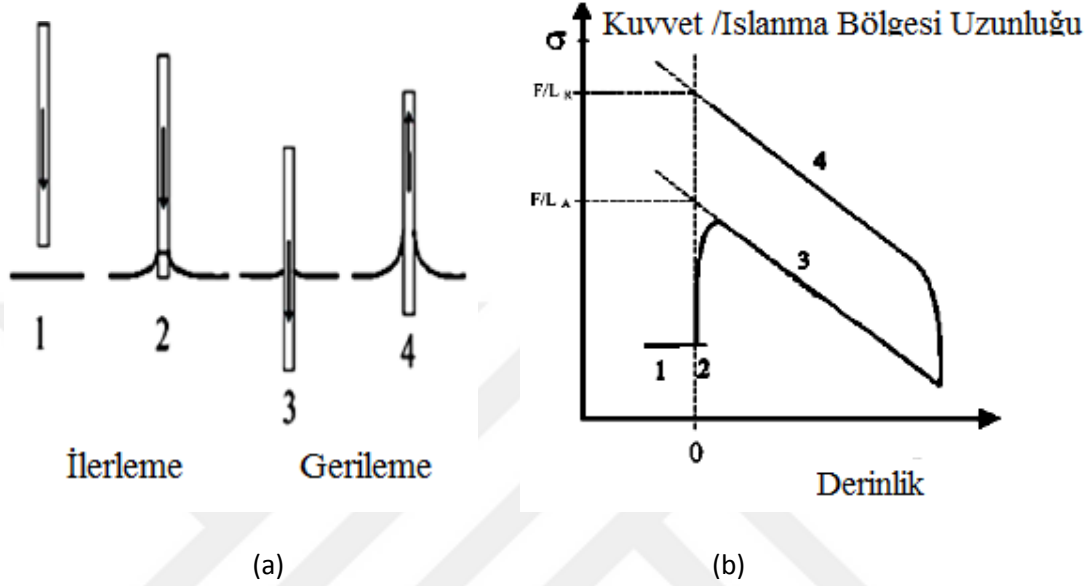 1
2
3
4
İlerleme
Gerileme
(a)
Kuvvet /Islanma Bölgesi Uzunluğu
σ
F/L R
4
F/L A
3
1
2
0
Derinlik
(b)